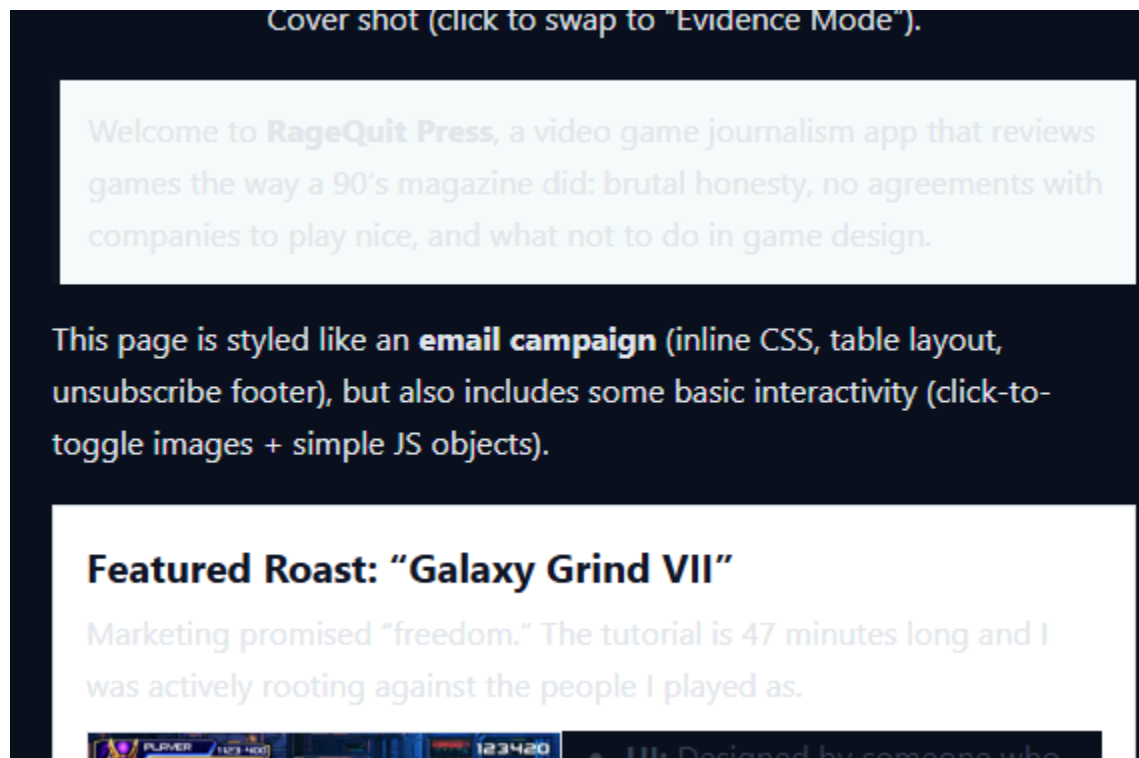 Cover shot (click to swap to “Evidence Mode”).
Welcome to RageQuit Press, a video game journalism app that reviews
games the way a 90’s magazine did: brutal honesty, no agreements with
companies to play nice, and what not to do in game design.
This page is styled like an email campaign (inline CSS, table layout,
unsubscribe footer), but also includes some basic interactivity (click-to-
toggle images + simple JS objects).
Featured Roast: “Galaxy Grind VII”
Marketing promised “freedom.” The tutorial is 47 minutes long and I
was actively rooting against the people I played as.
PLAYER
123420
• UI: Designed by someone who